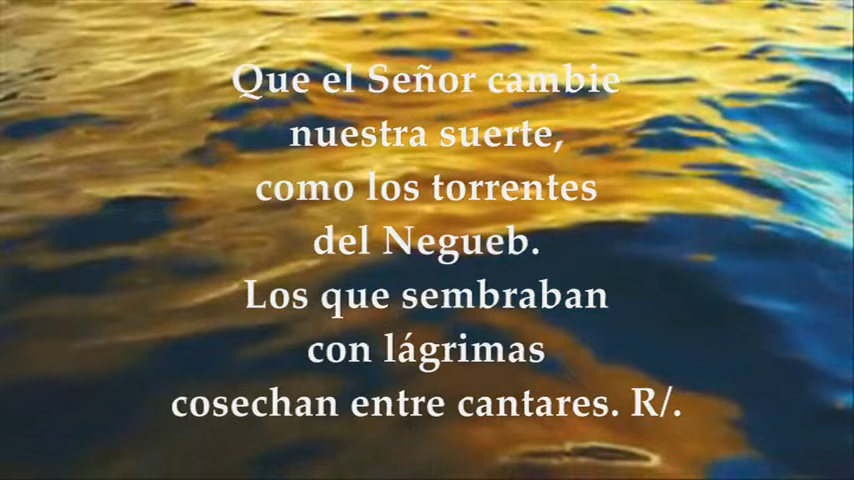 Que el Señor cambie
nuestra suerte,
como los torrentes
del Negueb.
Los que sembraban
con lágrimas
cosechan entre cantares. R/.